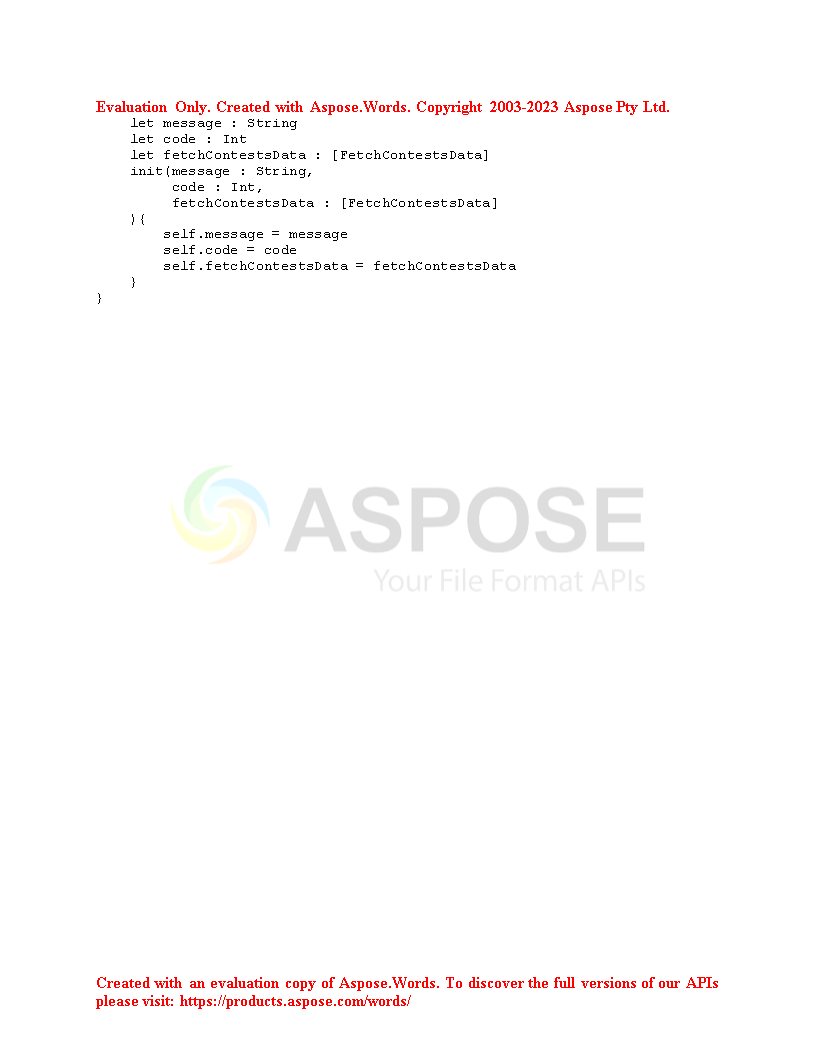 Evaluation Only. Created with Aspose.Words. Copyright 2003-2023 Aspose Pty Ltd.
let message : String
let code : Int
let fetchContestsData : [FetchContestsData]
init(message : String,
code : Int,
fetchContestsData : [FetchContestsData]
){
self.message = message
self.code = code
self.fetchContestsData = fetchContestsData
}
}
ASPOSE
Your File Format APIs
Created with an evaluation copy of Aspose.Words. To discover the full versions of our APIs
please visit: https://products.aspose.com/words/